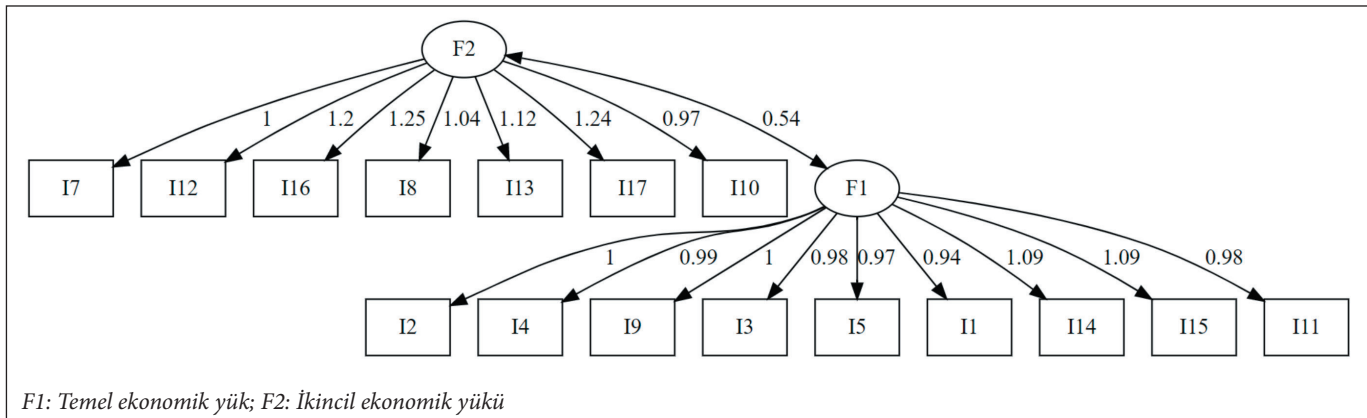 F2
1 1.2 1.25 1.04 1.12 1.24 0.97 0.54
I7 I12 I16 I8 I13 I17 I10 F1
1 0.99 1 0.98 0.97 0.94 1.09 1.09 0.98
I2 I4 I9 I3 I5 I1 I14 I15 I11
F1: Temel ekonomik yük; F2: İkincil ekonomik yükü